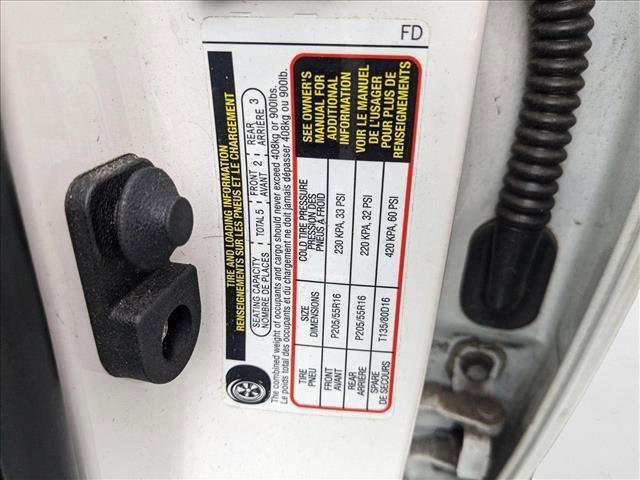 FD
TIRE AND LOADING INFORMATION
RENSEIGNEMENTS SUR LES PNEUS ET LE CHARGEMENT
SEATING CAPACITY TOTAL 5 FRONT 2 REAR 3
NOMBRE DE PLACES AVANT ARRIÈRE
The combined weight of occupants and cargo should never exceed 408kg or 900lbs.
Le poids total des occupants et du chargement ne doit jamais dépasser 408kg ou 900lb.
TIRE SIZE COLD TIRE PRESSURE
PNEU DIMENSIONS PRESSION DES PNEUS À FROID
FRONT P205/55R16 230 KPA, 33 PSI
AVANT
REAR P205/55R16 220 KPA, 32 PSI
ARRIÈRE
SPARE T135/80D16 420 KPA, 60 PSI
DE SECOURS
SEE OWNER'S
MANUAL FOR
ADDITIONAL
INFORMATION
VOIR LE MANUEL
DE L'USAGER
POUR PLUS DE
RENSEIGNEMENTS